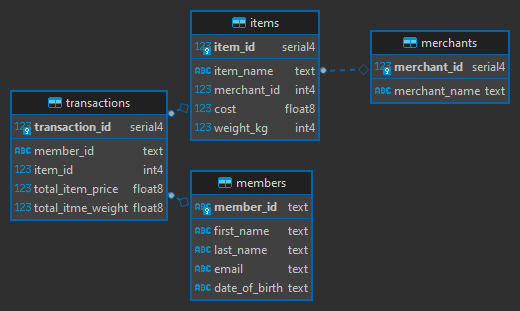 items
123 item_id serial4
ABC item_name text
123 merchant_id int4
123 cost float8
123 weight_kg int4
merchants
123 merchant_id serial4
ABC merchant_name text
transactions
123 transaction_id serial4
ABC member_id text
123 item_id int4
123 total_item_price float8
123 total_itme_weight float8
members
ABC member_id text
ABC first_name text
ABC last_name text
ABC email text
ABC date_of_birth text